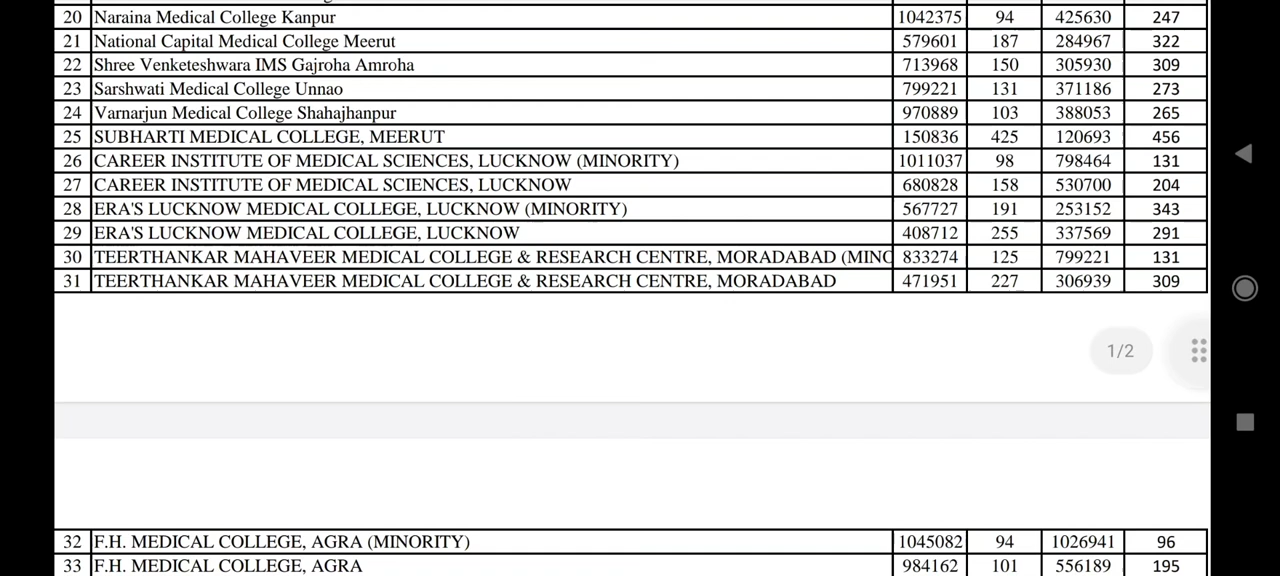 20 Naraina Medical College Kanpur 1042375 94 425630 247
21 National Capital Medical College Meerut 579601 187 284967 322
22 Shree Venketeshwara IMS Gajroha Amroha 713968 150 305930 309
23 Sarshwati Medical College Unnao 799221 131 371186 273
24 Varnarjun Medical College Shahajhanpur 970889 103 388053 265
25 SUBHARTI MEDICAL COLLEGE, MEERUT 150836 425 120693 456
26 CAREER INSTITUTE OF MEDICAL SCIENCES, LUCKNOW (MINORITY) 1011037 98 798464 131
27 CAREER INSTITUTE OF MEDICAL SCIENCES, LUCKNOW 680828 158 530700 204
28 ERA'S LUCKNOW MEDICAL COLLEGE, LUCKNOW (MINORITY) 567727 191 253152 343
29 ERA'S LUCKNOW MEDICAL COLLEGE, LUCKNOW 408712 255 337569 291
30 TEERTHANKAR MAHAVEER MEDICAL COLLEGE & RESEARCH CENTRE, MORADABAD (MINO 833274 125 799221 131
31 TEERTHANKAR MAHAVEER MEDICAL COLLEGE & RESEARCH CENTRE, MORADABAD 471951 227 306939 309
1/2
32 F.H. MEDICAL COLLEGE, AGRA (MINORITY) 1045082 94 1026941 96
33 F.H. MEDICAL COLLEGE, AGRA 984162 101 556189 195